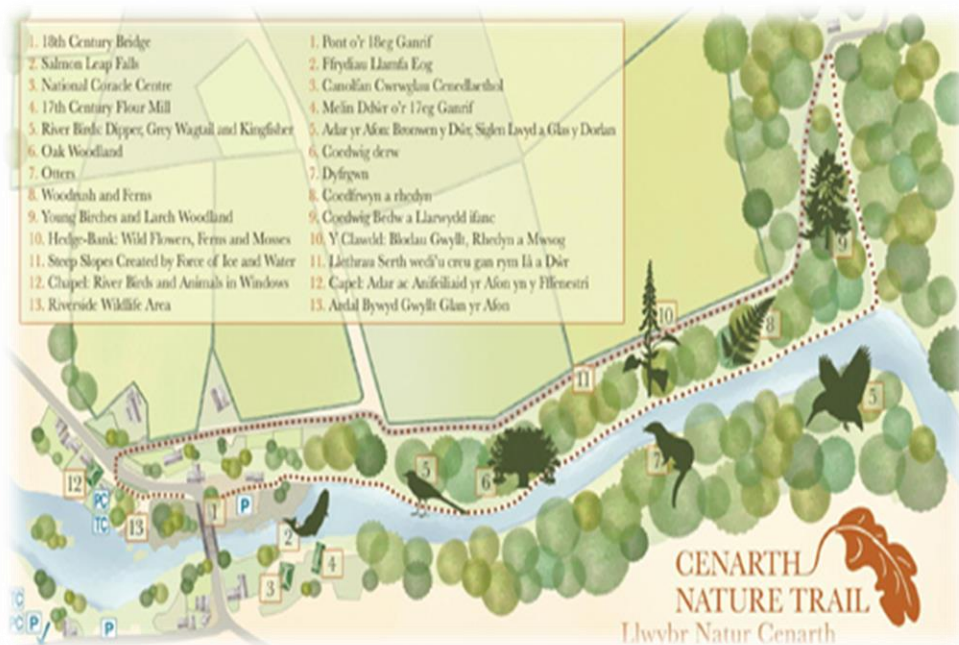 1. 18th Century Bridge
2. Salmon Leap Falls
3. National Coracle Centre
4. 17th Century Flour Mill
5. River Birds: Dipper, Grey Wagtail and Kingfisher
6. Oak Woodland
7. Otters
8. Woodrush and Ferns
9. Young Birches and Larch Woodland
10. Hedge-Bank: Wild Flowers, Ferns and Mosses
11. Steep Slopes Created by Force of Ice and Water
12. Chapel: River Birds and Animals in Windows
13. Riverside Wildlife Area
1. Pont o'r 18eg Ganrif
2. Ffrydiau Llamfa Eog
3. Canolfan Cwrwglau Cenedlaethol
4. Melin Ddŵr o'r 17eg Ganrif
5. Adar yr Afon: Bronwen y Dŵr, Siglen Lwyd a Glas y Dorlan
6. Coedwig derw
7. Dyfrgwn
8. Coedfrwyn a rhedyn
9. Coedwig Bedw a Llarwydd ifanc
10. Y Clawdd: Blodau Gwyllt, Rhedyn a Mwsog
11. Llethrau Serth wedi'u creu gan rym Iâ a Dŵr
12. Capel: Adar ac Anifeiliaid yr Afon yn y Ffenestri
13. Ardal Bywyd Gwyllt Glan yr Afon
9
10
8
11
5
7
5
6
12
PC
TC
13
1
P
2
4
3
TC
PC
P
P
CENARTH
NATURE TRAIL
Llwybr Natur Cenarth